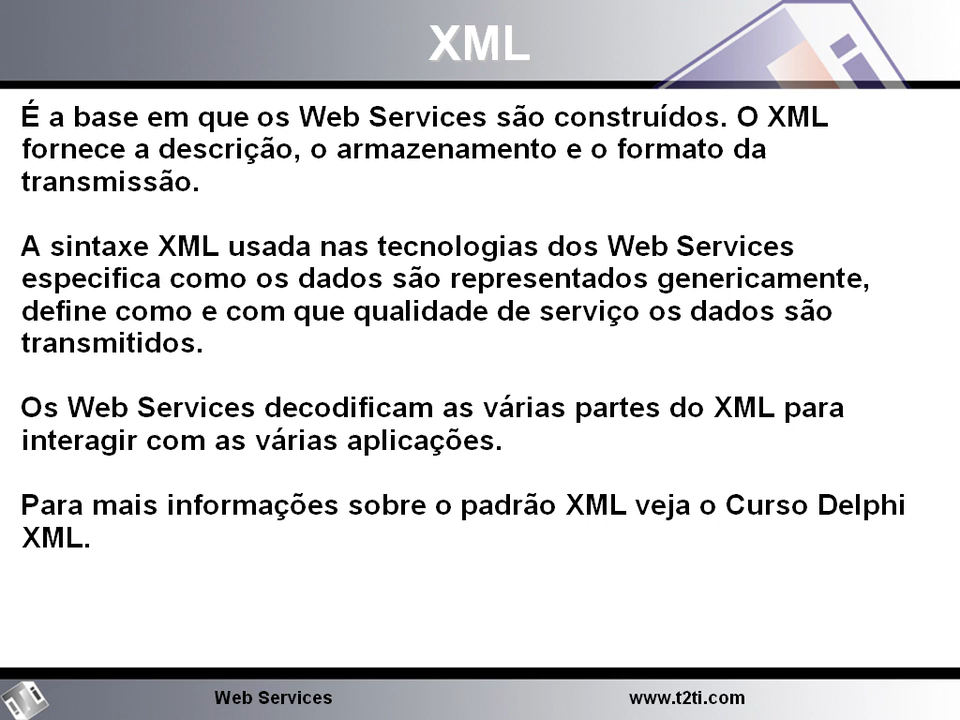 XML
É a base em que os Web Services são construídos. O XML
fornece a descrição, o armazenamento e o formato da
transmissão.
A sintaxe XML usada nas tecnologias dos Web Services
especifica como os dados são representados genericamente,
define como e com que qualidade de serviço os dados são
transmitidos.
Os Web Services decodificam as várias partes do XML para
interagir com as várias aplicações.
Para mais informações sobre o padrão XML veja o Curso Delphi
XML.
Web Services
www.t2ti.com